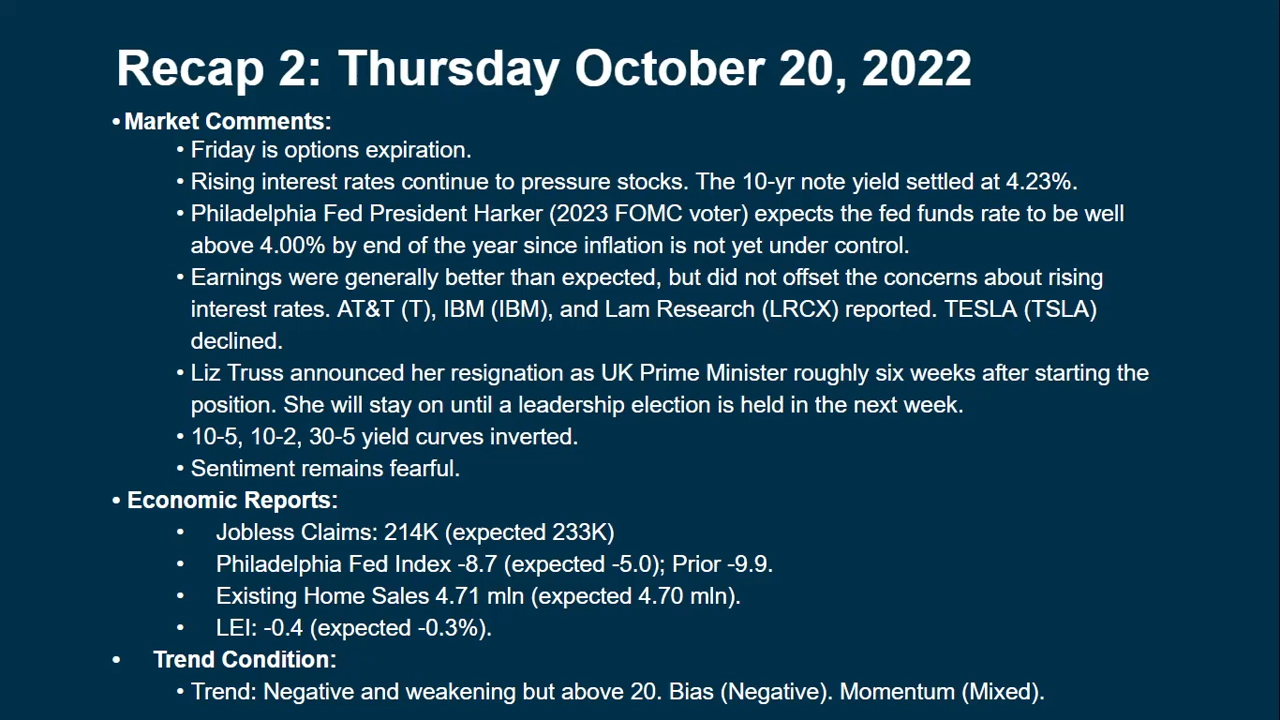 Recap 2: Thursday October 20, 2022
• Market Comments:
• Friday is options expiration.
• Rising interest rates continue to pressure stocks. The 10-yr note yield settled at 4.23%.
• Philadelphia Fed President Harker (2023 FOMC voter) expects the fed funds rate to be well
above 4.00% by end of the year since inflation is not yet under control.
• Earnings were generally better than expected, but did not offset the concerns about rising
interest rates. AT&T (T), IBM (IBM), and Lam Research (LRCX) reported. TESLA (TSLA)
declined.
• Liz Truss announced her resignation as UK Prime Minister roughly six weeks after starting the
position. She will stay on until a leadership election is held in the next week.
• 10-5, 10-2, 30-5 yield curves inverted.
• Sentiment remains fearful.
• Economic Reports:
• Jobless Claims: 214K (expected 233K)
• Philadelphia Fed Index -8.7 (expected -5.0); Prior -9.9.
• Existing Home Sales 4.71 mln (expected 4.70 mln).
• LEI: -0.4 (expected -0.3%).
• Trend Condition:
• Trend: Negative and weakening but above 20. Bias (Negative). Momentum (Mixed).